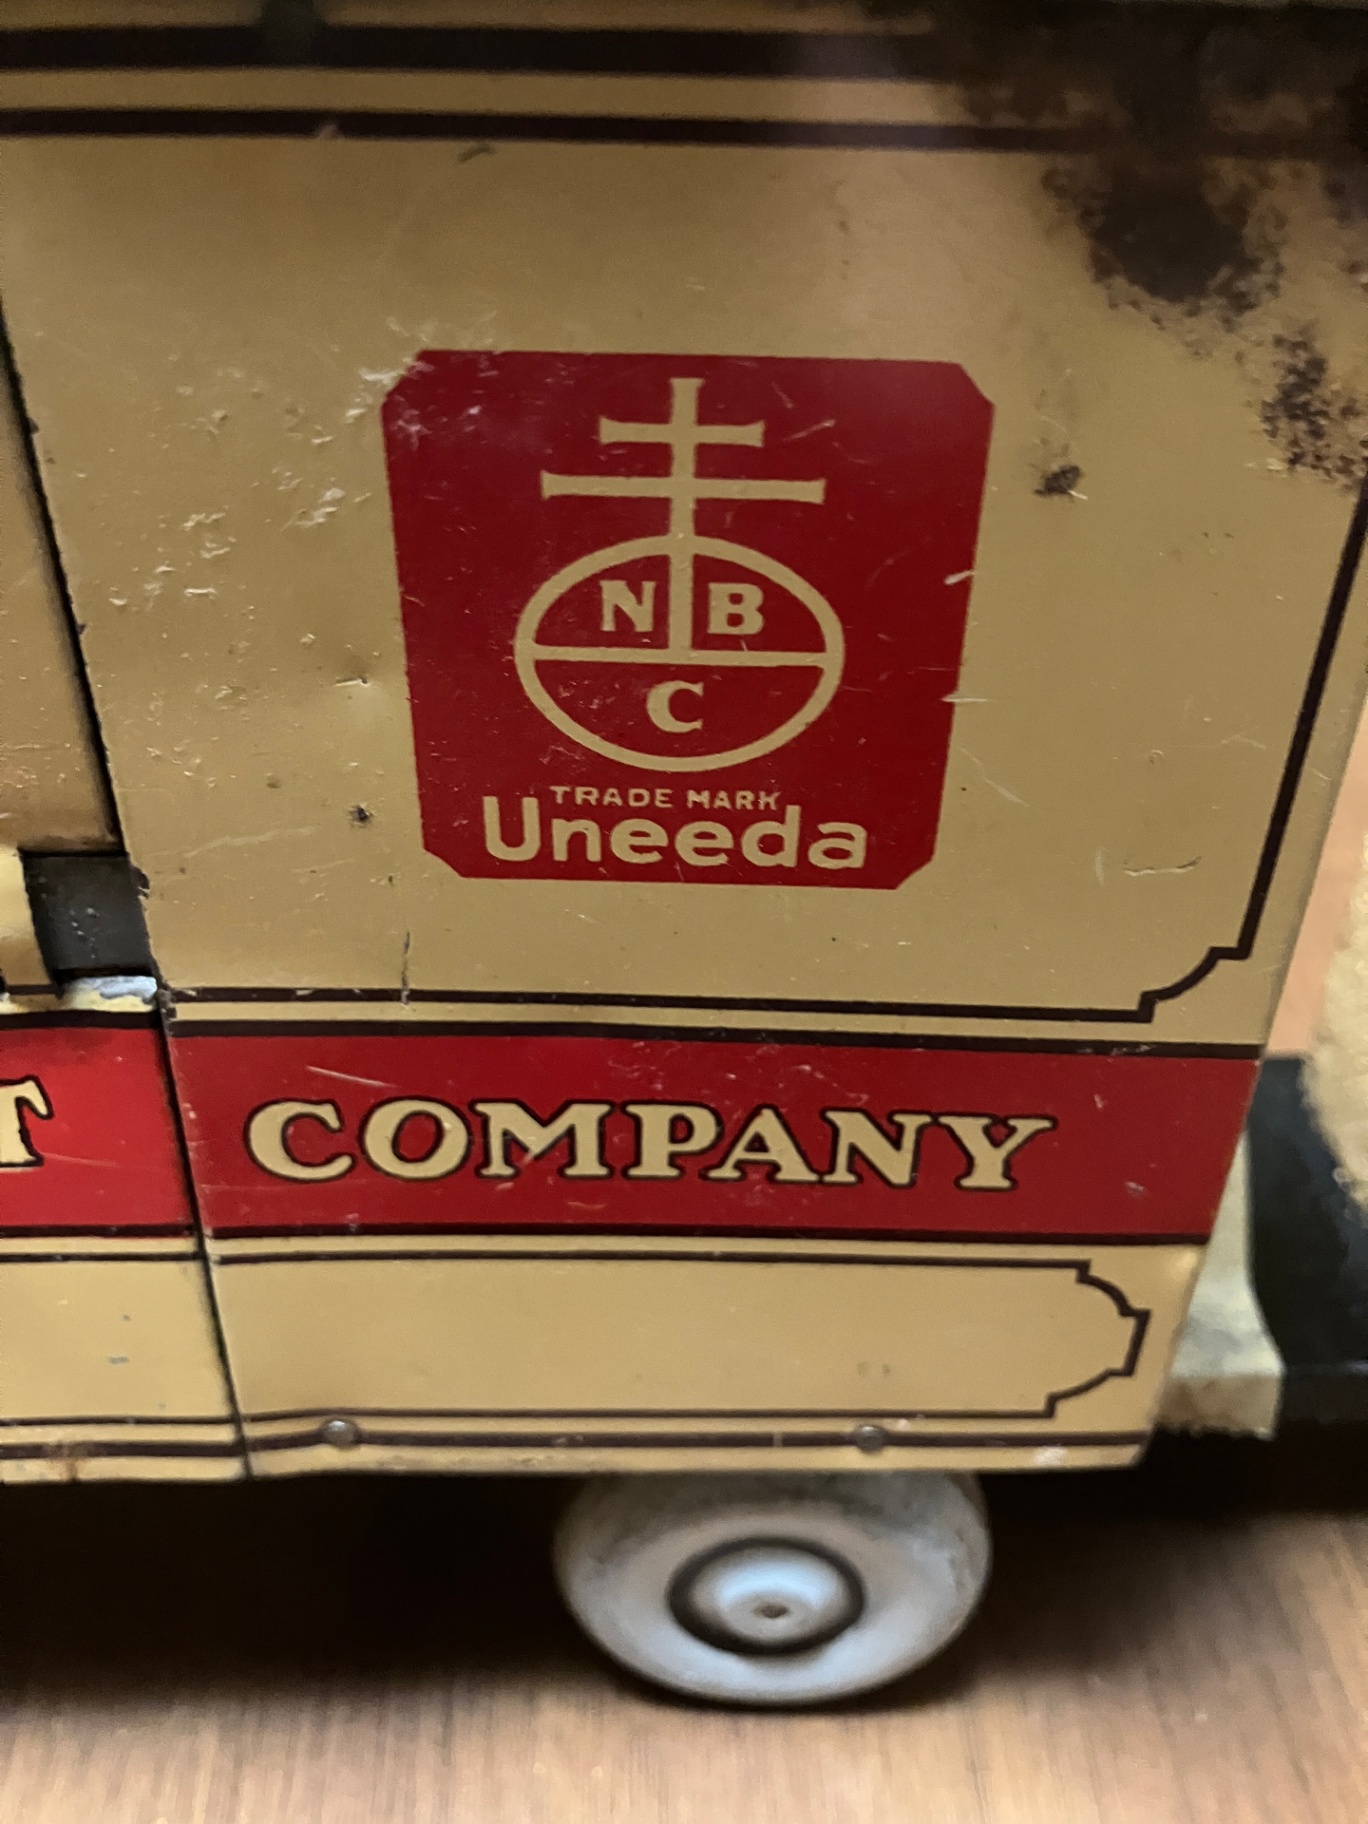 N B
C
TRADE MARK
Uneeda
T COMPANY